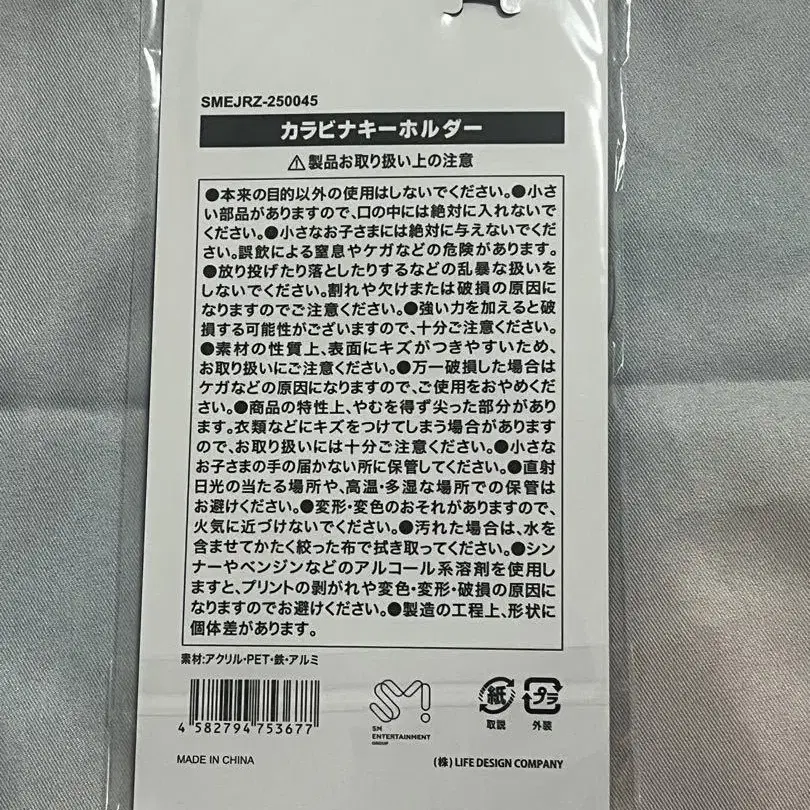 SMEJRZ-250045
カラビナキーホルダー
⚠製品お取り扱い上の注意
●本来の目的以外の使用はしないでください。●小さ
い部品がありますので、口の中には絶対に入れないで
ください。●小さなお子さまには絶対に与えないでくだ
さい。誤飲による窒息やケガなどの危険があります。
●放り投げたり落としたりするなどの乱暴な扱いを
しないでください。割れや欠けまたは破損の原因に
なりますのでご注意ください。●強い力を加えると破
損する可能性がございますので、十分ご注意ください。
●素材の性質上、表面にキズがつきやすいため、
お取り扱いにご注意ください。●万一破損した場合は
ケガなどの原因になりますので、ご使用をおやめくだ
さい。●商品の特性上、やむを得ず尖った部分があり
ます。衣類などにキズをつけてしまう場合があります
ので、お取り扱いには十分ご注意ください。●小さな
お子さまの手の届かない所に保管してください。●直射
日光の当たる場所や、高温・多湿な場所での保管は
お避けください。●変形・変色のおそれがありますので、
火気に近づけないでください。●汚れた場合は、水を
含ませてかたく絞った布で拭き取ってください。●シン
ナーやベンジンなどのアルコール系溶剤を使用し
ますと、プリントの剥がれや変色・変形・破損の原因に
なりますのでお避けください。●製造の工程上、形状に
個体差があります。
素材:アクリル・PET・鉄・アルミ
4 582794 753677
SM
SM
ENTERTAINMENT
GROUP
紙
取説
プラ
外装
MADE IN CHINA
(株) LIFE DESIGN COMPANY